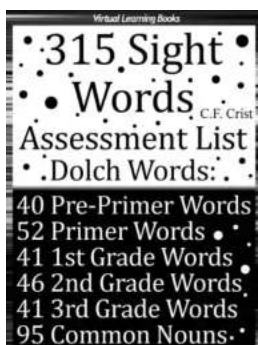 Virtual Learning Books
315 Sight
Words
C.F. Crist
Assessment List
Dolch Words:
40 Pre-Primer Words
52 Primer Words
41 1st Grade Words
46 2nd Grade Words
41 3rd Grade Words
95 Common Nouns